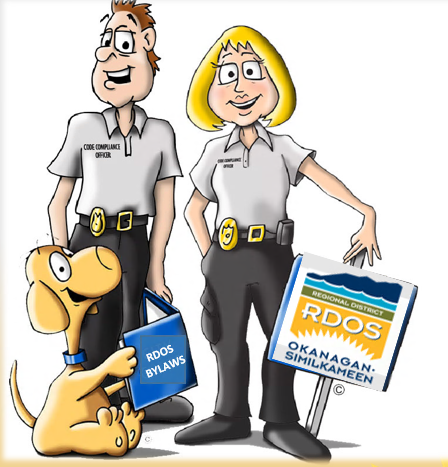 CODE COMPLIANCE
OFFICER
CODE COMPLIANCE
OFFICER
RDOS
BYLAWS
REGIONAL DISTRICT
RDOS
OKANAGAN-
SIMILKAMEEN
©
©